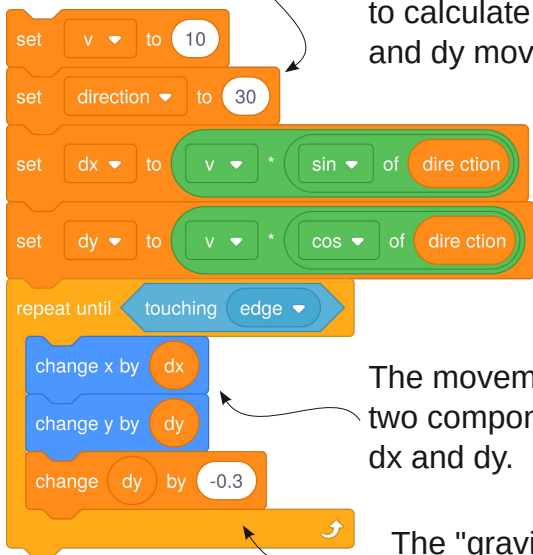 to calculate
set v to 10
and dy mov
set direction to 30
set dx to v * sin of dire ction
set dy to v * cos of dire ction
repeat until touching edge
change x by dx
The movem
two compon
change y by dy
dx and dy.
change dy by -0.3
The "gravi